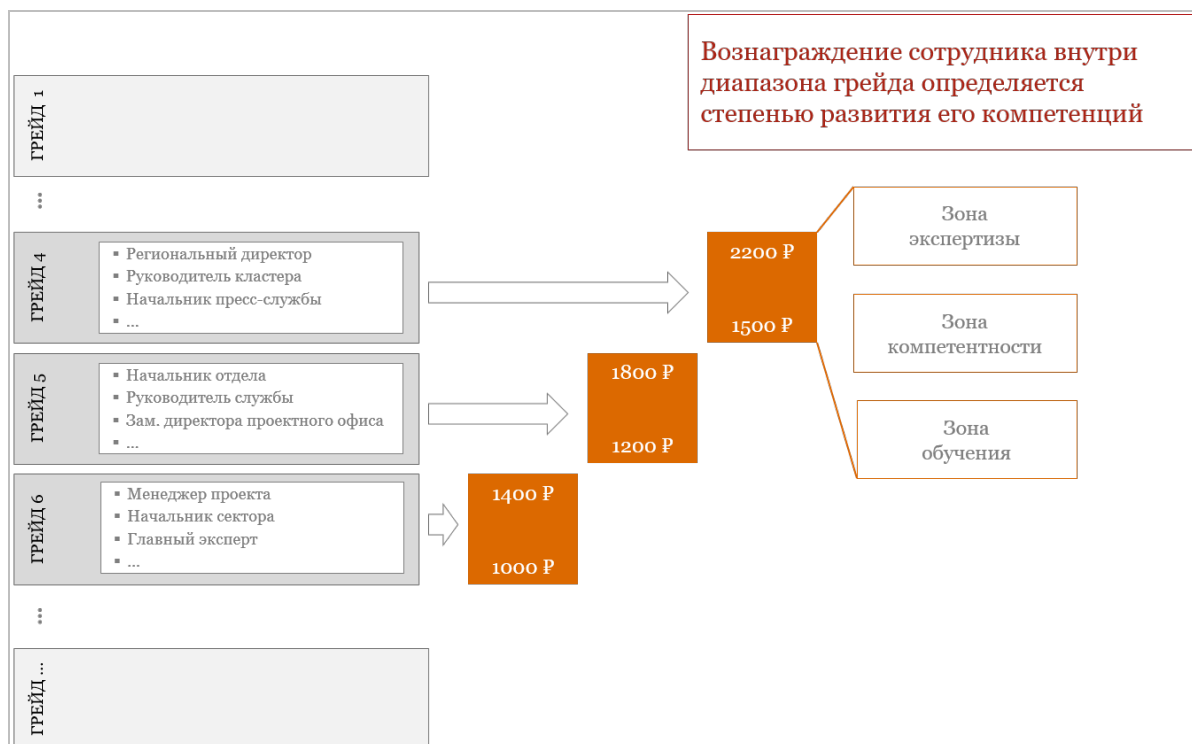 Вознаграждение сотрудника внутри
диапазона грейда определяется
степенью развития его компетенций
ГРЕЙД 1
...
ГРЕЙД 4
▪ Региональный директор
▪ Руководитель кластера
▪ Начальник пресс-службы
▪ ...
2200 ₽
1500 ₽
Зона
экспертизы
Зона
компетентности
Зона
обучения
ГРЕЙД 5
▪ Начальник отдела
▪ Руководитель службы
▪ Зам. директора проектного офиса
▪ ...
1800 ₽
1200 ₽
ГРЕЙД 6
▪ Менеджер проекта
▪ Начальник сектора
▪ Главный эксперт
▪ ...
1400 ₽
1000 ₽
...
ГРЕЙД ...